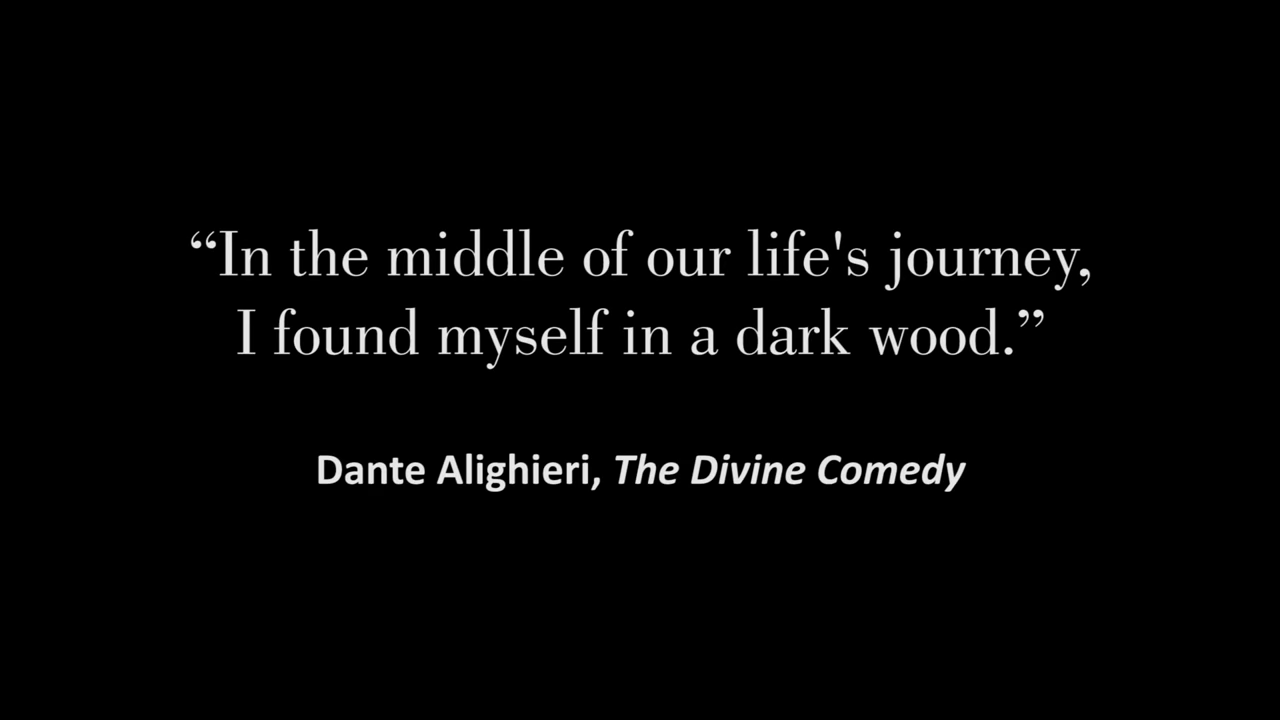 “In the middle of our life's journey,
I found myself in a dark wood.”
Dante Alighieri, The Divine Comedy